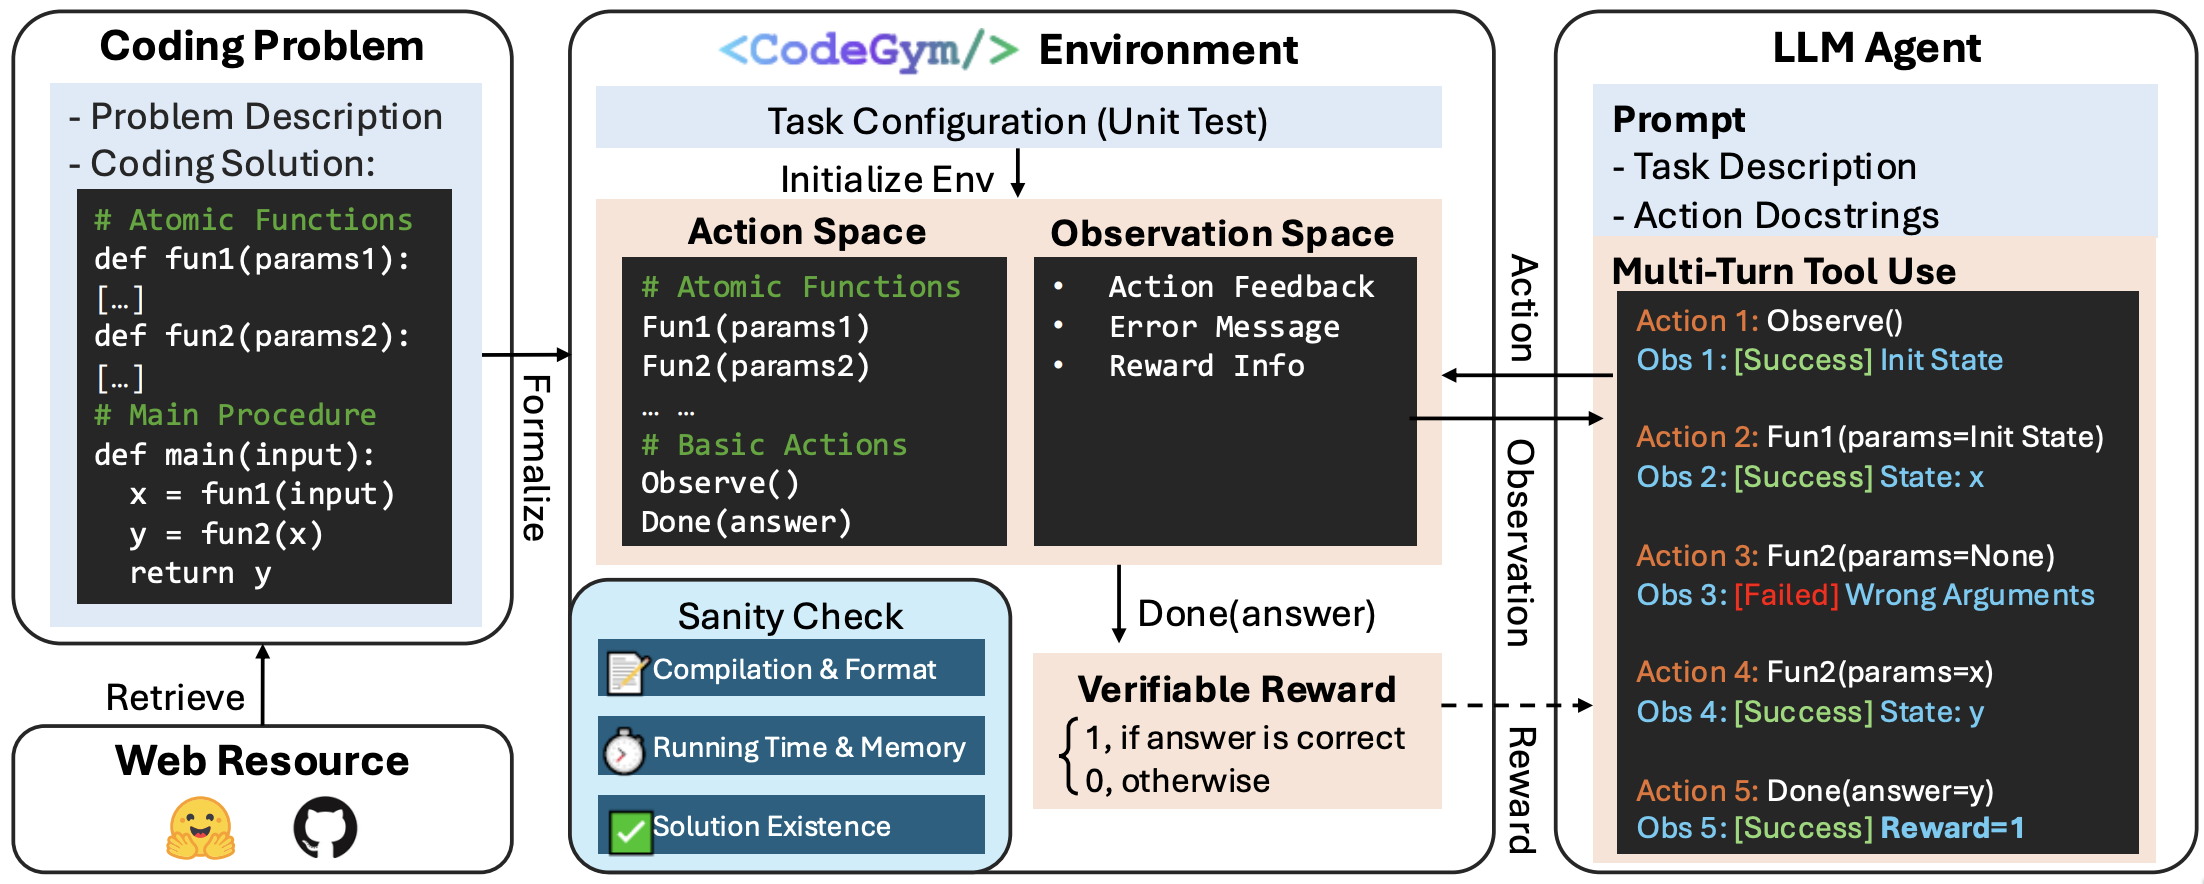 Coding Problem
- Problem Description
- Coding Solution:
# Atomic Functions
def fun1(params1):
[…]
def fun2(params2):
[…]
# Main Procedure
def main(input):
x = fun1(input)
y = fun2(x)
return y
Retrieve
Web Resource
Formalize
<CodeGym/> Environment
Task Configuration (Unit Test)
Initialize Env
Action Space
# Atomic Functions
Fun1(params1)
Fun2(params2)
… …
# Basic Actions
Observe()
Done(answer)
Observation Space
• Action Feedback
• Error Message
• Reward Info
Sanity Check
Compilation & Format
Running Time & Memory
Solution Existence
Done(answer)
Verifiable Reward
1, if answer is correct
0, otherwise
Action
Observation
Reward
LLM Agent
Prompt
- Task Description
- Action Docstrings
Multi-Turn Tool Use
Action 1: Observe()
Obs 1: [Success] Init State
Action 2: Fun1(params=Init State)
Obs 2: [Success] State: x
Action 3: Fun2(params=None)
Obs 3: [Failed] Wrong Arguments
Action 4: Fun2(params=x)
Obs 4: [Success] State: y
Action 5: Done(answer=y)
Obs 5: [Success] Reward=1